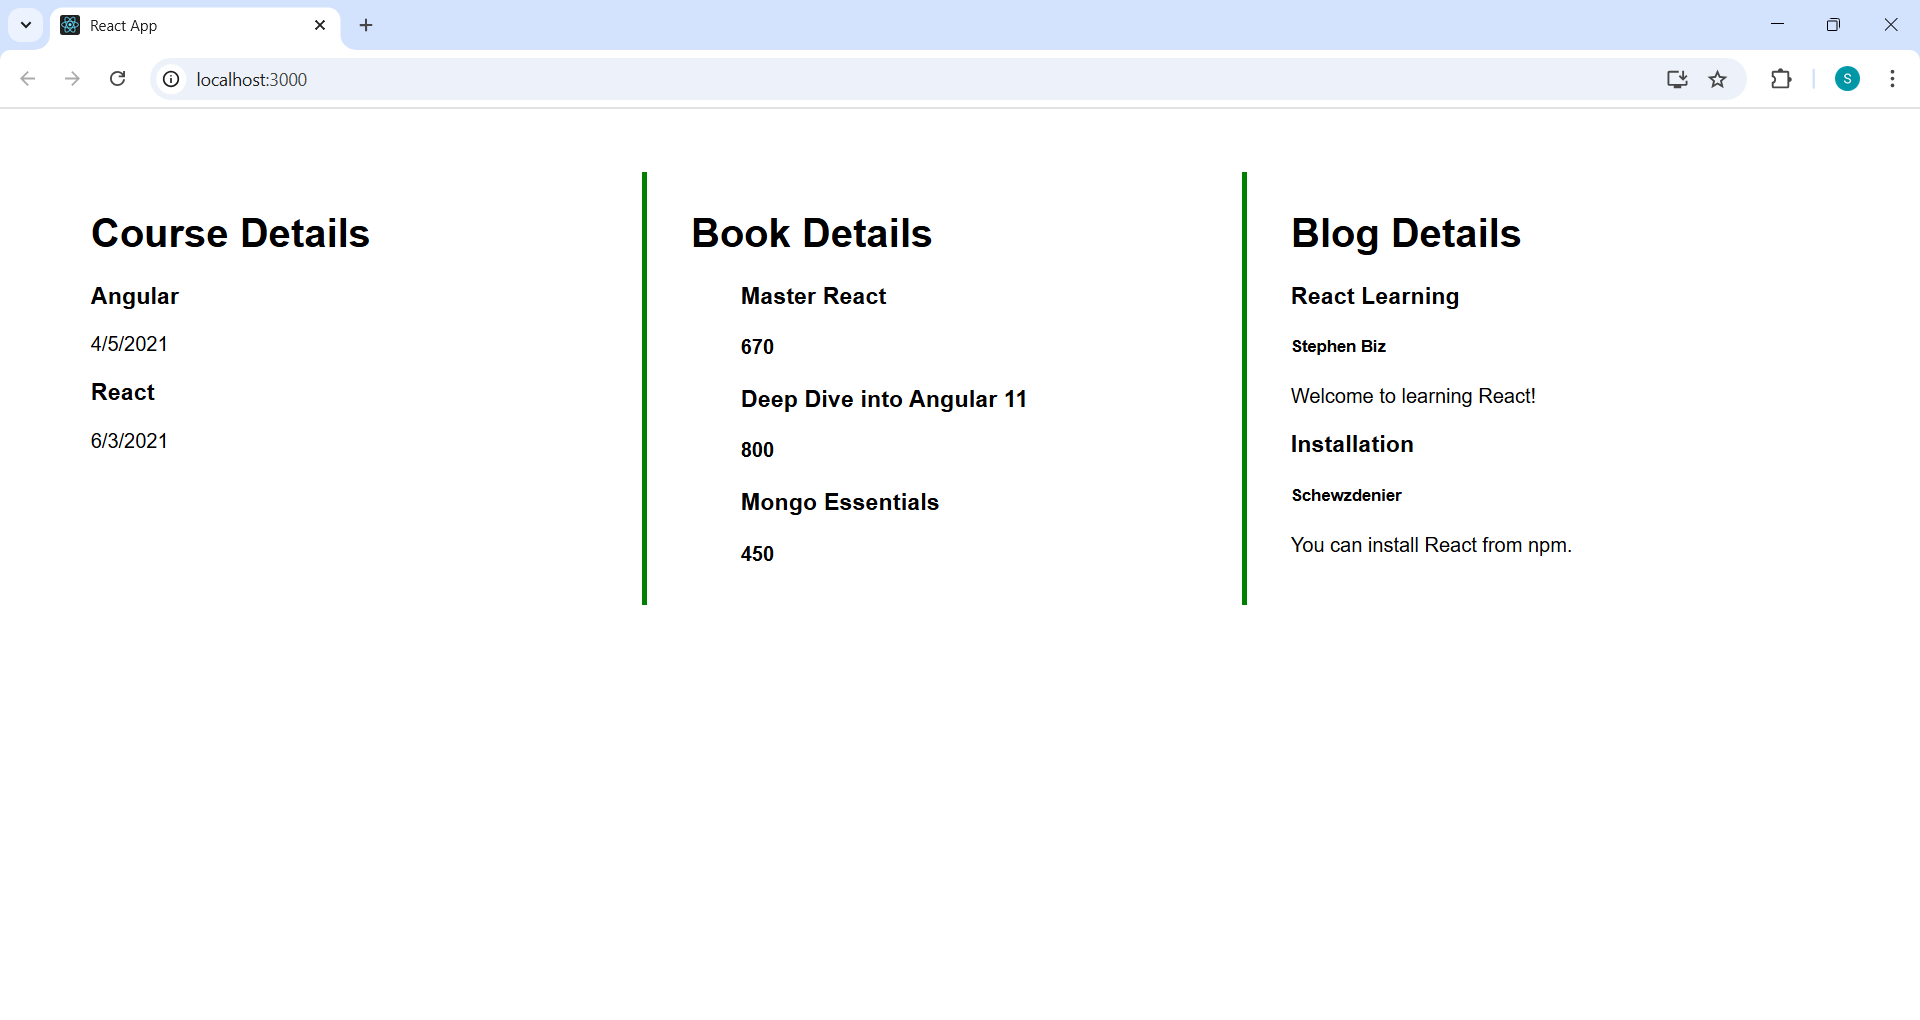 React App
localhost:3000
S
Course Details
Angular
4/5/2021
React
6/3/2021
Book Details
Master React
670
Deep Dive into Angular 11
800
Mongo Essentials
450
Blog Details
React Learning
Stephen Biz
Welcome to learning React!
Installation
Schewzdenier
You can install React from npm.